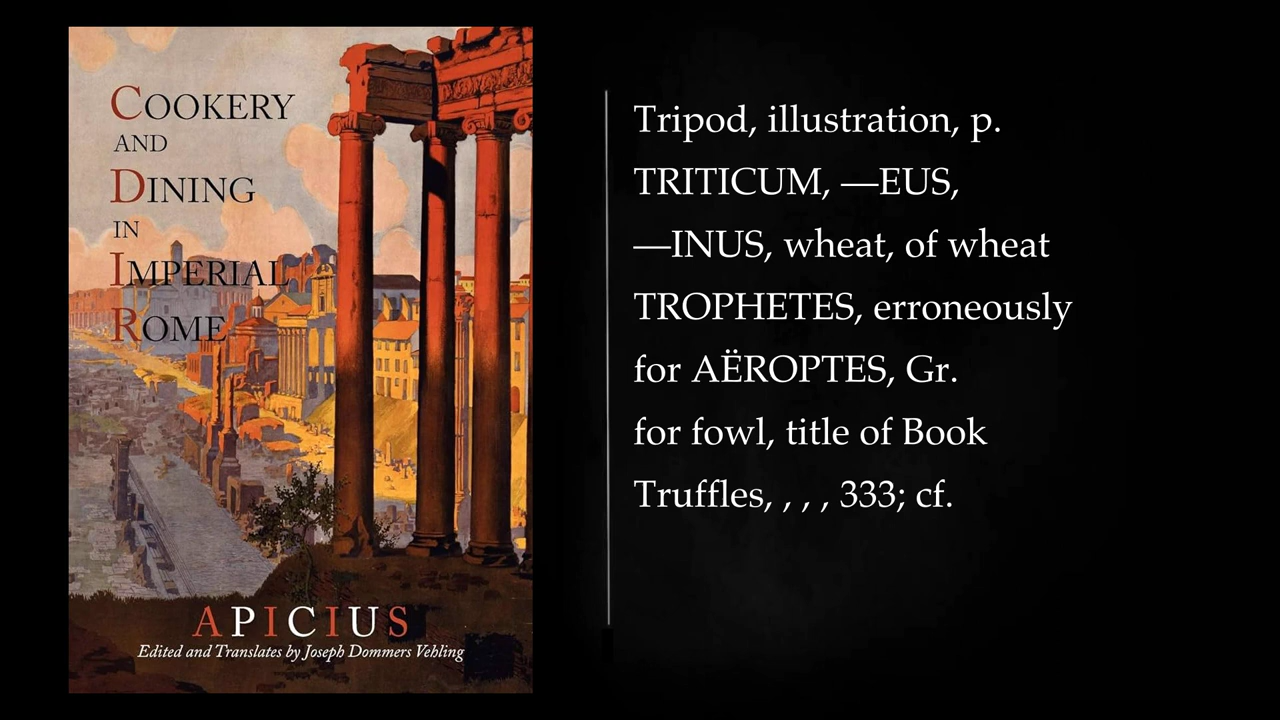 COOKERY
AND
DINING
IN
IMPERIAL
ROME
APICIUS
Edited and Translates by Joseph Dommers Vehling
Tripod, illustration, p.
TRITICUM, —EUS,
—INUS, wheat, of wheat
TROPHETES, erroneously
for AËROPTES, Gr.
for fowl, title of Book
Truffles, , , , 333; cf.